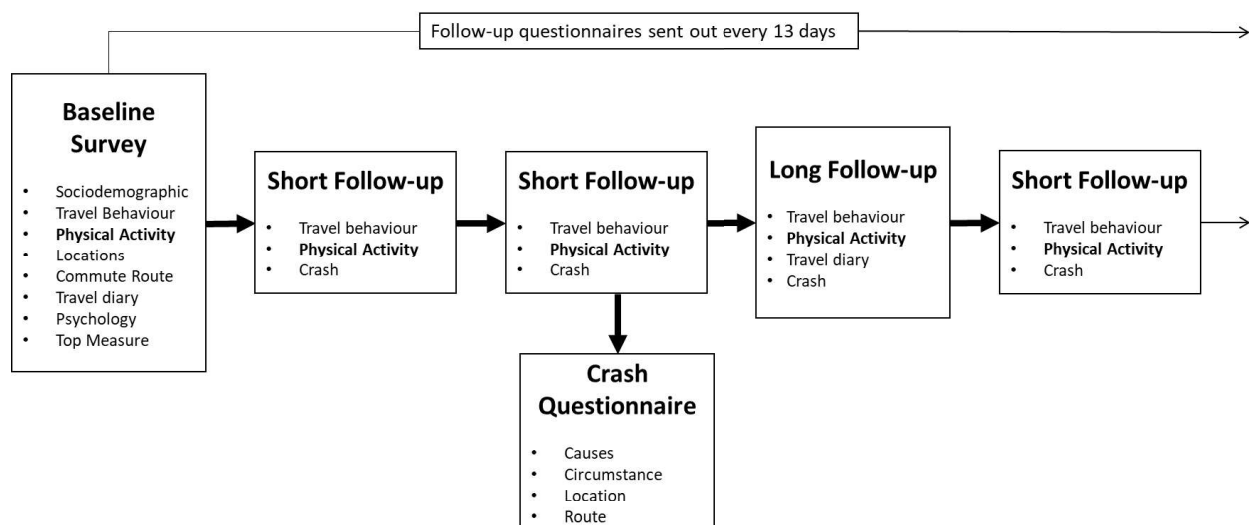 Follow-up questionnaires sent out every 13 days
Baseline
Survey
• Sociodemographic
• Travel Behaviour
• Physical Activity
• Locations
• Commute Route
• Travel diary
• Psychology
• Top Measure
Short Follow-up
• Travel behaviour
• Physical Activity
• Crash
Short Follow-up
• Travel behaviour
• Physical Activity
• Crash
Crash
Questionnaire
• Causes
• Circumstance
• Location
• Route
Long Follow-up
• Travel behaviour
• Physical Activity
• Travel diary
• Crash
Short Follow-up
• Travel behaviour
• Physical Activity
• Crash